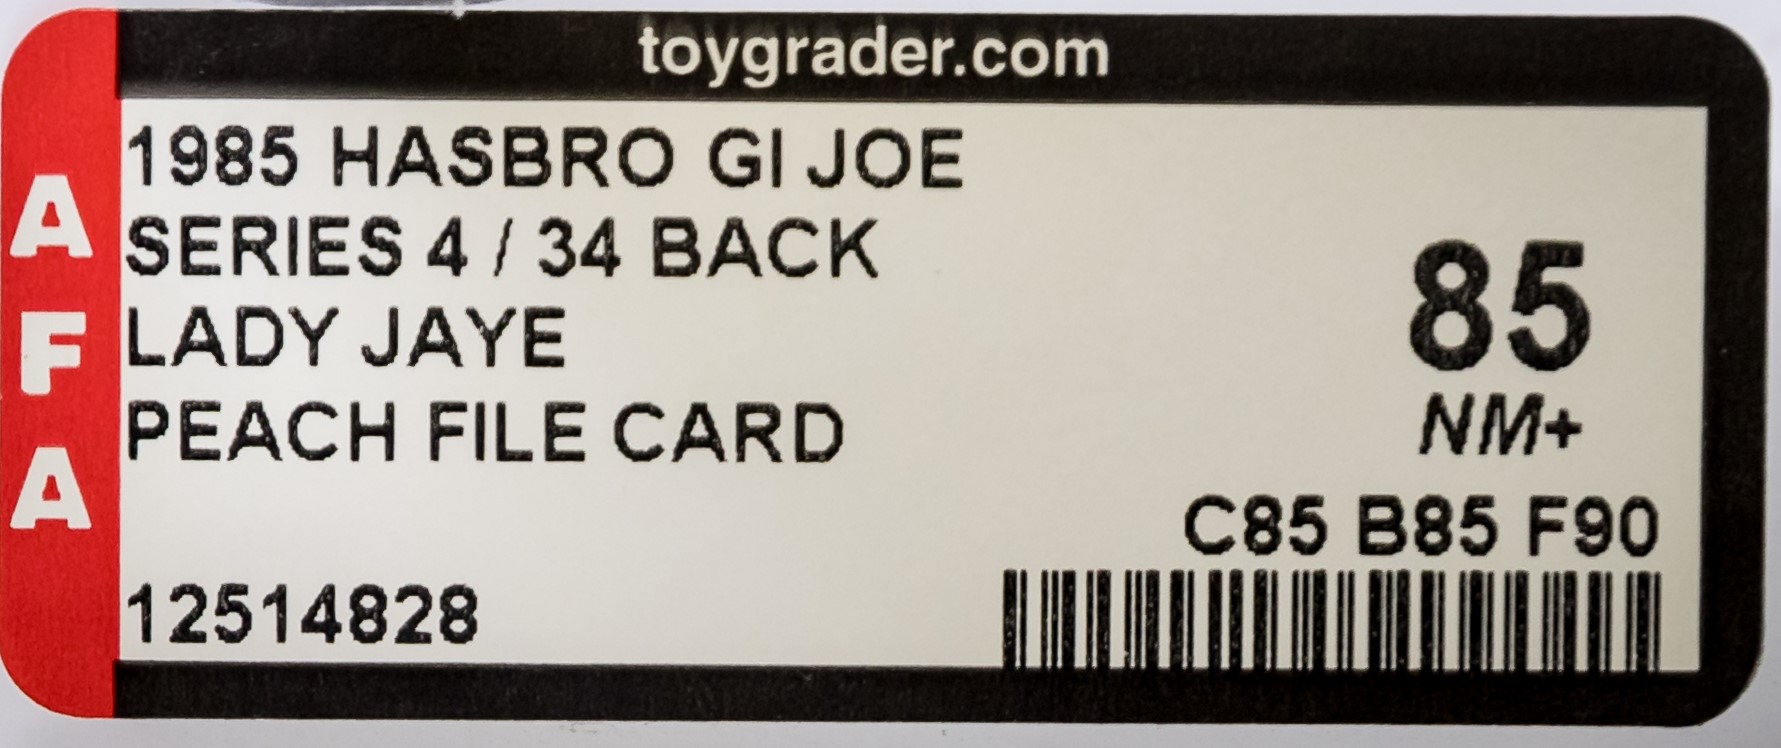 toygrader.com
AFA
1985 HASBRO GI JOE
SERIES 4 / 34 BACK
LADY JAYE
PEACH FILE CARD
85
NM+
C85 B85 F90
12514828